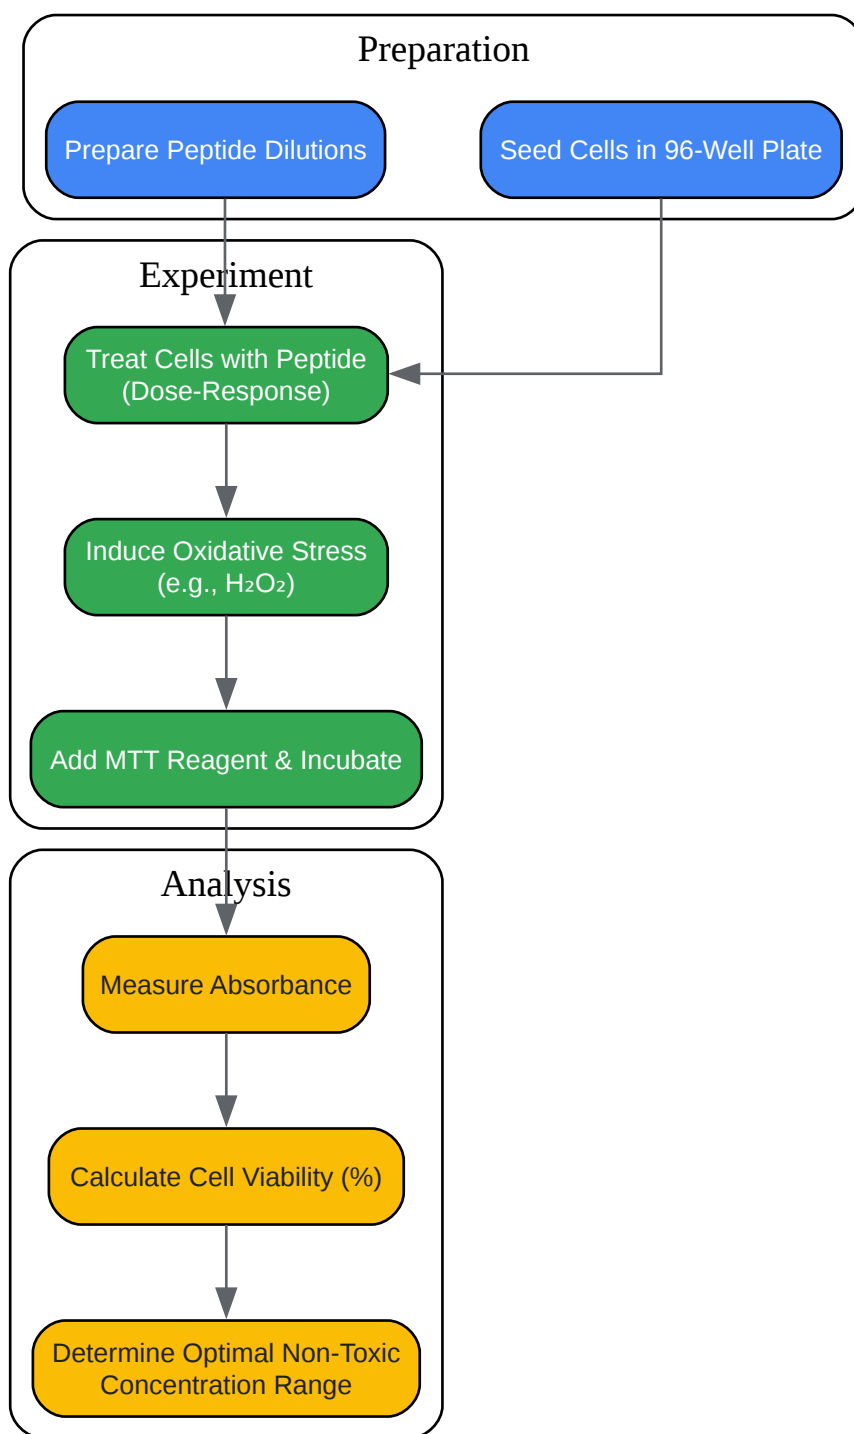 Preparation
Prepare Peptide Dilutions
Seed Cells in 96-Well Plate
Experiment
Treat Cells with Peptide
(Dose-Response)
Induce Oxidative Stress
(e.g., H₂O₂)
Add MTT Reagent & Incubate
Analysis
Measure Absorbance
Calculate Cell Viability (%)
Determine Optimal Non-Toxic
Concentration Range